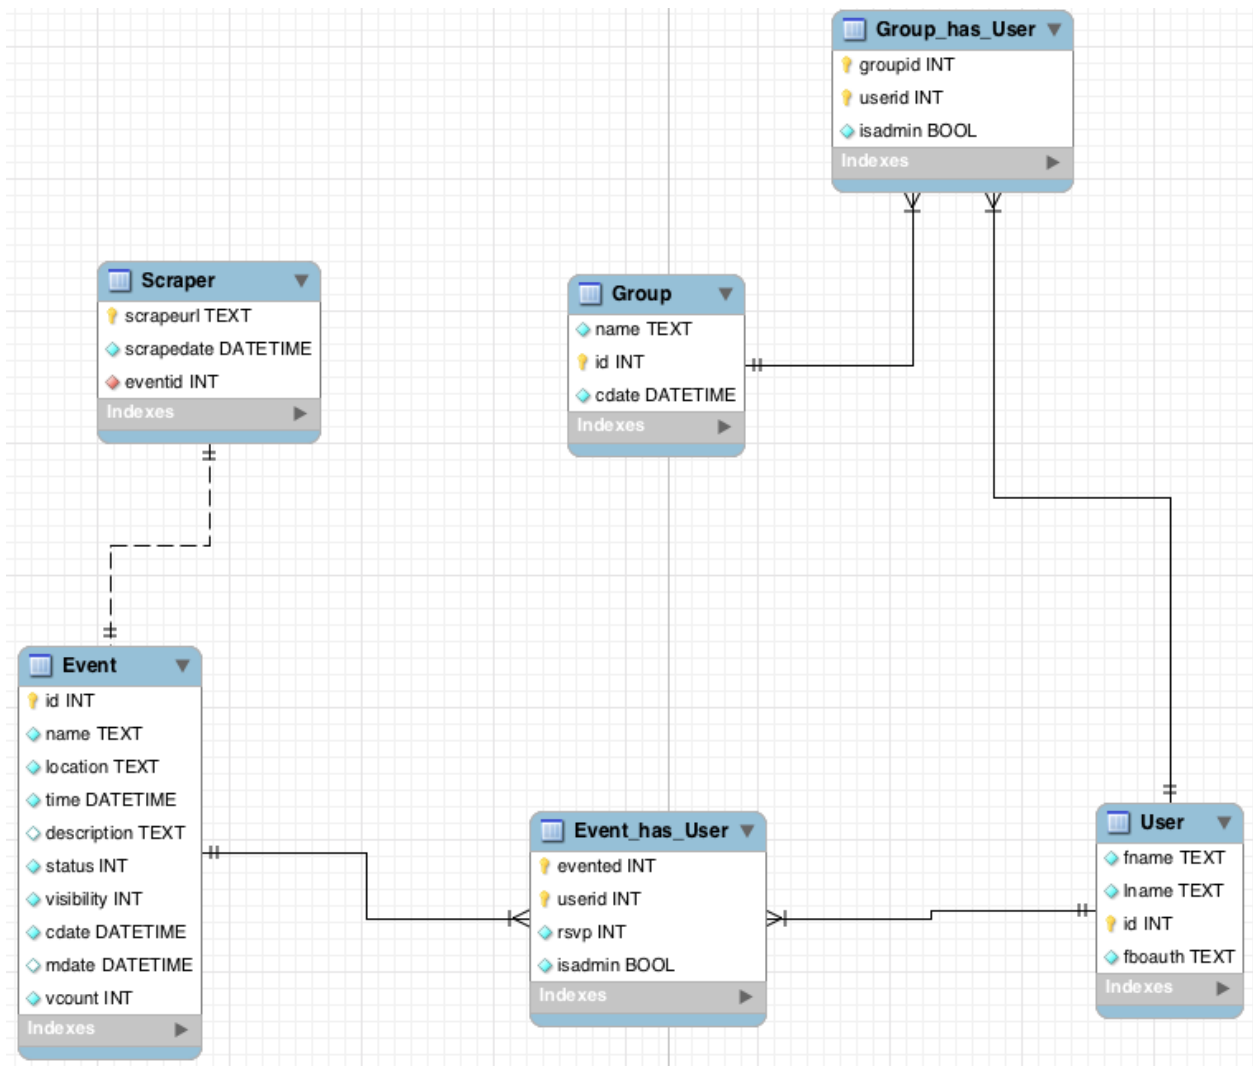 Group_has_User
groupid INT
userid INT
isadmin BOOL
Indexes
Scraper
scrapeurl TEXT
scrapedate DATETIME
eventid INT
Indexes
Group
name TEXT
id INT
cdate DATETIME
Indexes
Event
id INT
name TEXT
location TEXT
time DATETIME
description TEXT
status INT
visibility INT
cdate DATETIME
mdate DATETIME
vcount INT
Indexes
Event_has_User
evented INT
userid INT
rsvp INT
isadmin BOOL
Indexes
User
fname TEXT
lname TEXT
id INT
fboauth TEXT
Indexes